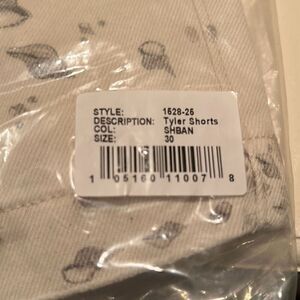 STYLE: 1528-25
DESCRIPTION: Tyler Shorts
COL: SHBAN
SIZE: 30
1 05160 11007 8